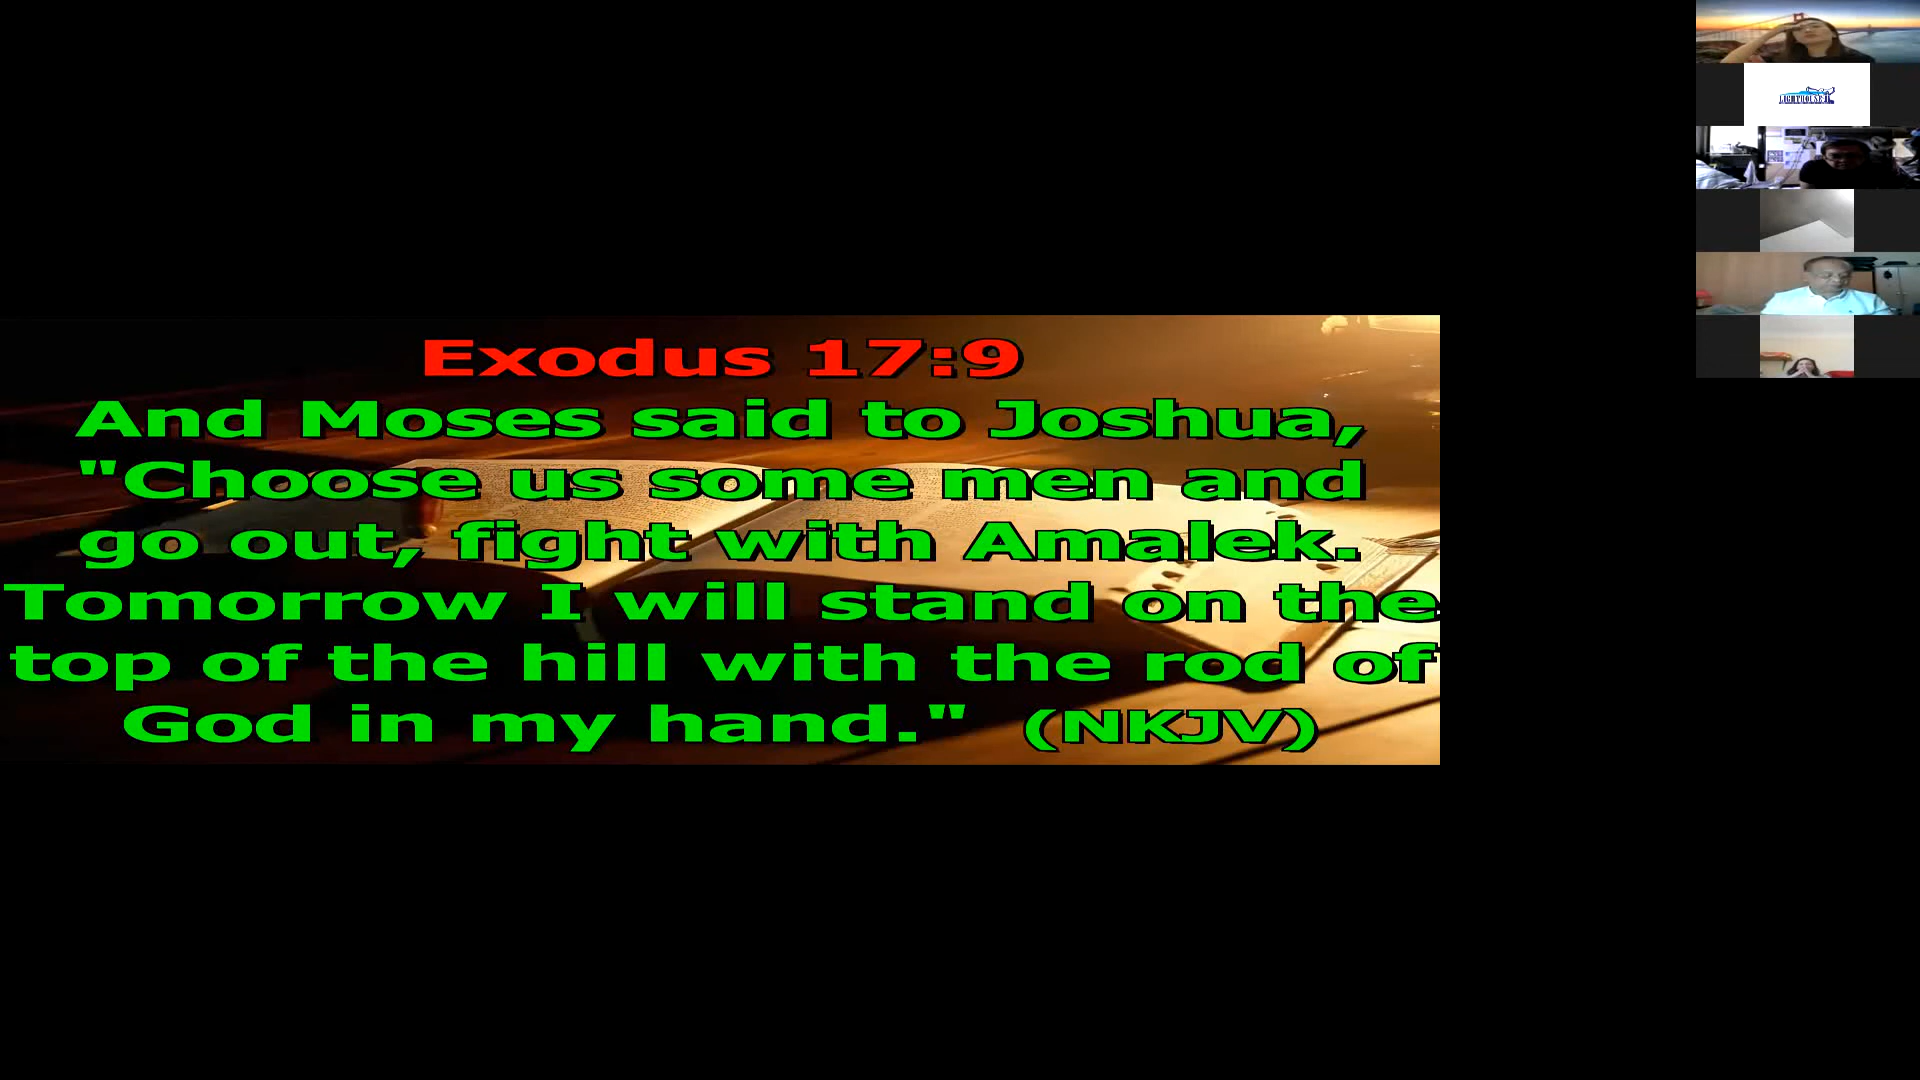 Exodus 17:9
And Moses said to Joshua,
"Choose us some men and
go out, fight with Amalek.
Tomorrow I will stand on the
top of the hill with the rod of
God in my hand." (NKJV)
LIGHTHOUSE